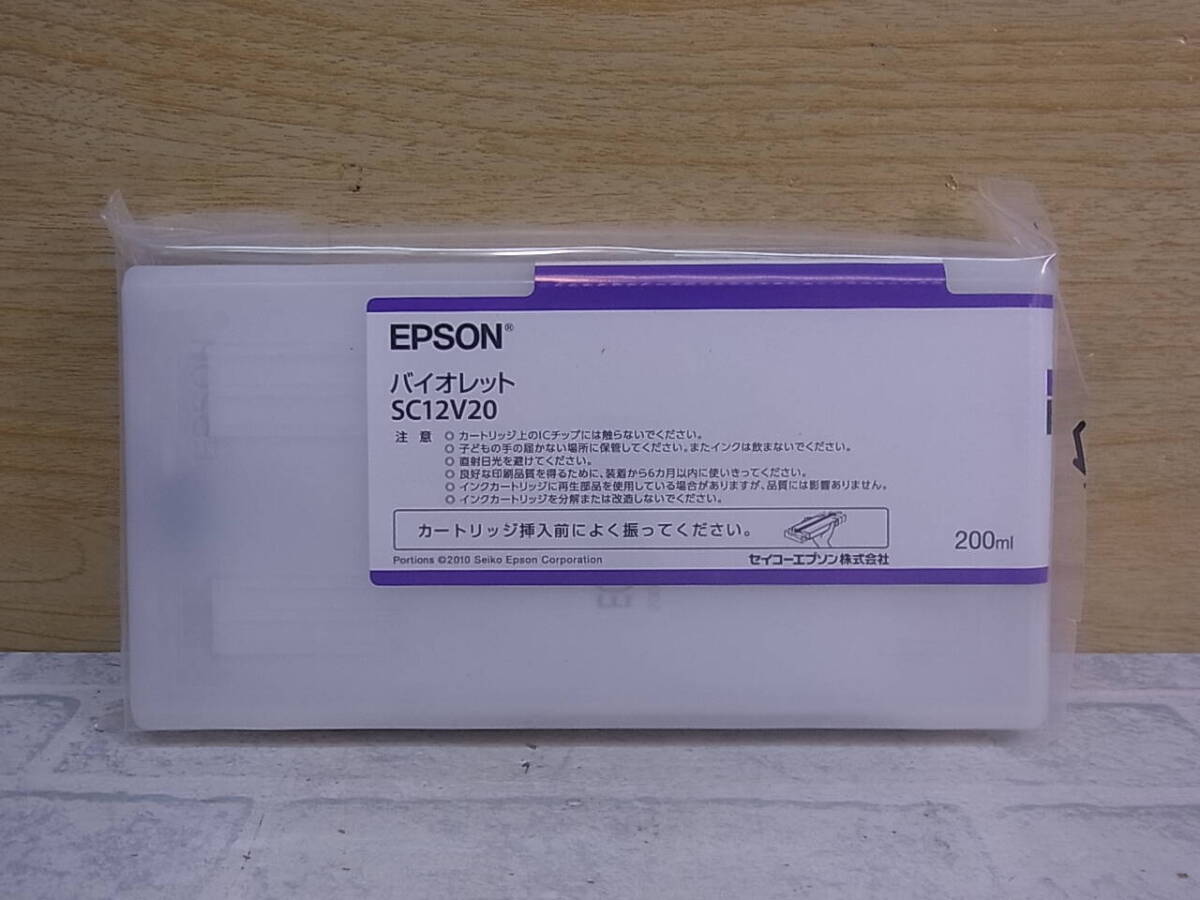 EPSON®
バイオレット
SC12V20
注 意 ◎ カートリッジ上のICチップには触らないでください。
◎ 子どもの手の届かない場所に保管してください。またインクは飲まないでください。
◎ 直射日光を避けてください。
◎ 良好な印刷品質を得るために、装着から6カ月以内に使いきってください。
◎ インクカートリッジに再生部品を使用している場合がありますが、品質には影響ありません。
◎ インクカートリッジを分解または改造しないでください。
カートリッジ挿入前によく振ってください。
200ml
Portions ©2010 Seiko Epson Corporation
セイコーエプソン株式会社